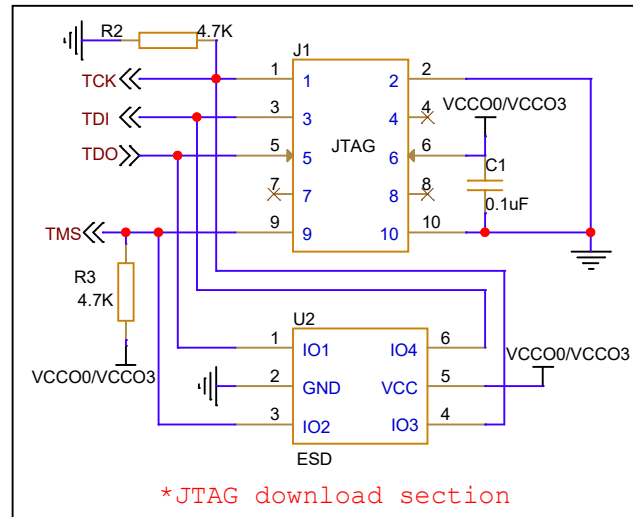 R2 4.7K
J1
TCK 1 1 2 2
VCCO0/VCCO3
TDI 3 3 4 4
TDO 5 5 JTAG 6 6
C1
7 7 8 8
0.1uF
TMS 9 9 10 10
R3
4.7K
U2
1 IO1 IO4 6
VCCO0/VCCO3
VCCO0/VCCO3
2 GND VCC 5
3 IO2 IO3 4
ESD
*JTAG download section